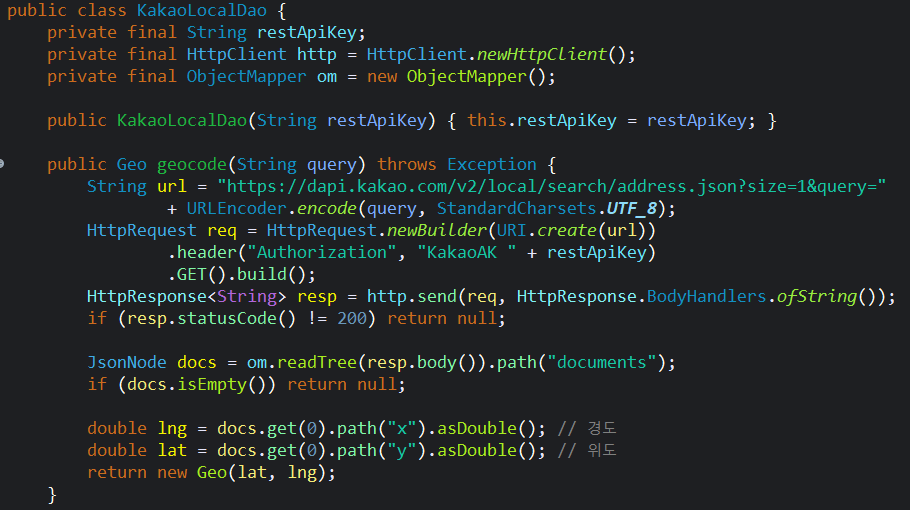 public class KakaoLocalDao {
    private final String restApiKey;
    private final HttpClient http = HttpClient.newHttpClient();
    private final ObjectMapper om = new ObjectMapper();

    public KakaoLocalDao(String restApiKey) { this.restApiKey = restApiKey; }

    public Geo geocode(String query) throws Exception {
        String url = "https://dapi.kakao.com/v2/local/search/address.json?size=1&query="
                + URLEncoder.encode(query, StandardCharsets.UTF_8);
        HttpRequest req = HttpRequest.newBuilder(URI.create(url))
                .header("Authorization", "KakaoAK " + restApiKey)
                .GET().build();
        HttpResponse<String> resp = http.send(req, HttpResponse.BodyHandlers.ofString());
        if (resp.statusCode() != 200) return null;

        JsonNode docs = om.readTree(resp.body()).path("documents");
        if (docs.isEmpty()) return null;

        double lng = docs.get(0).path("x").asDouble(); // 경도
        double lat = docs.get(0).path("y").asDouble(); // 위도
        return new Geo(lat, lng);
    }